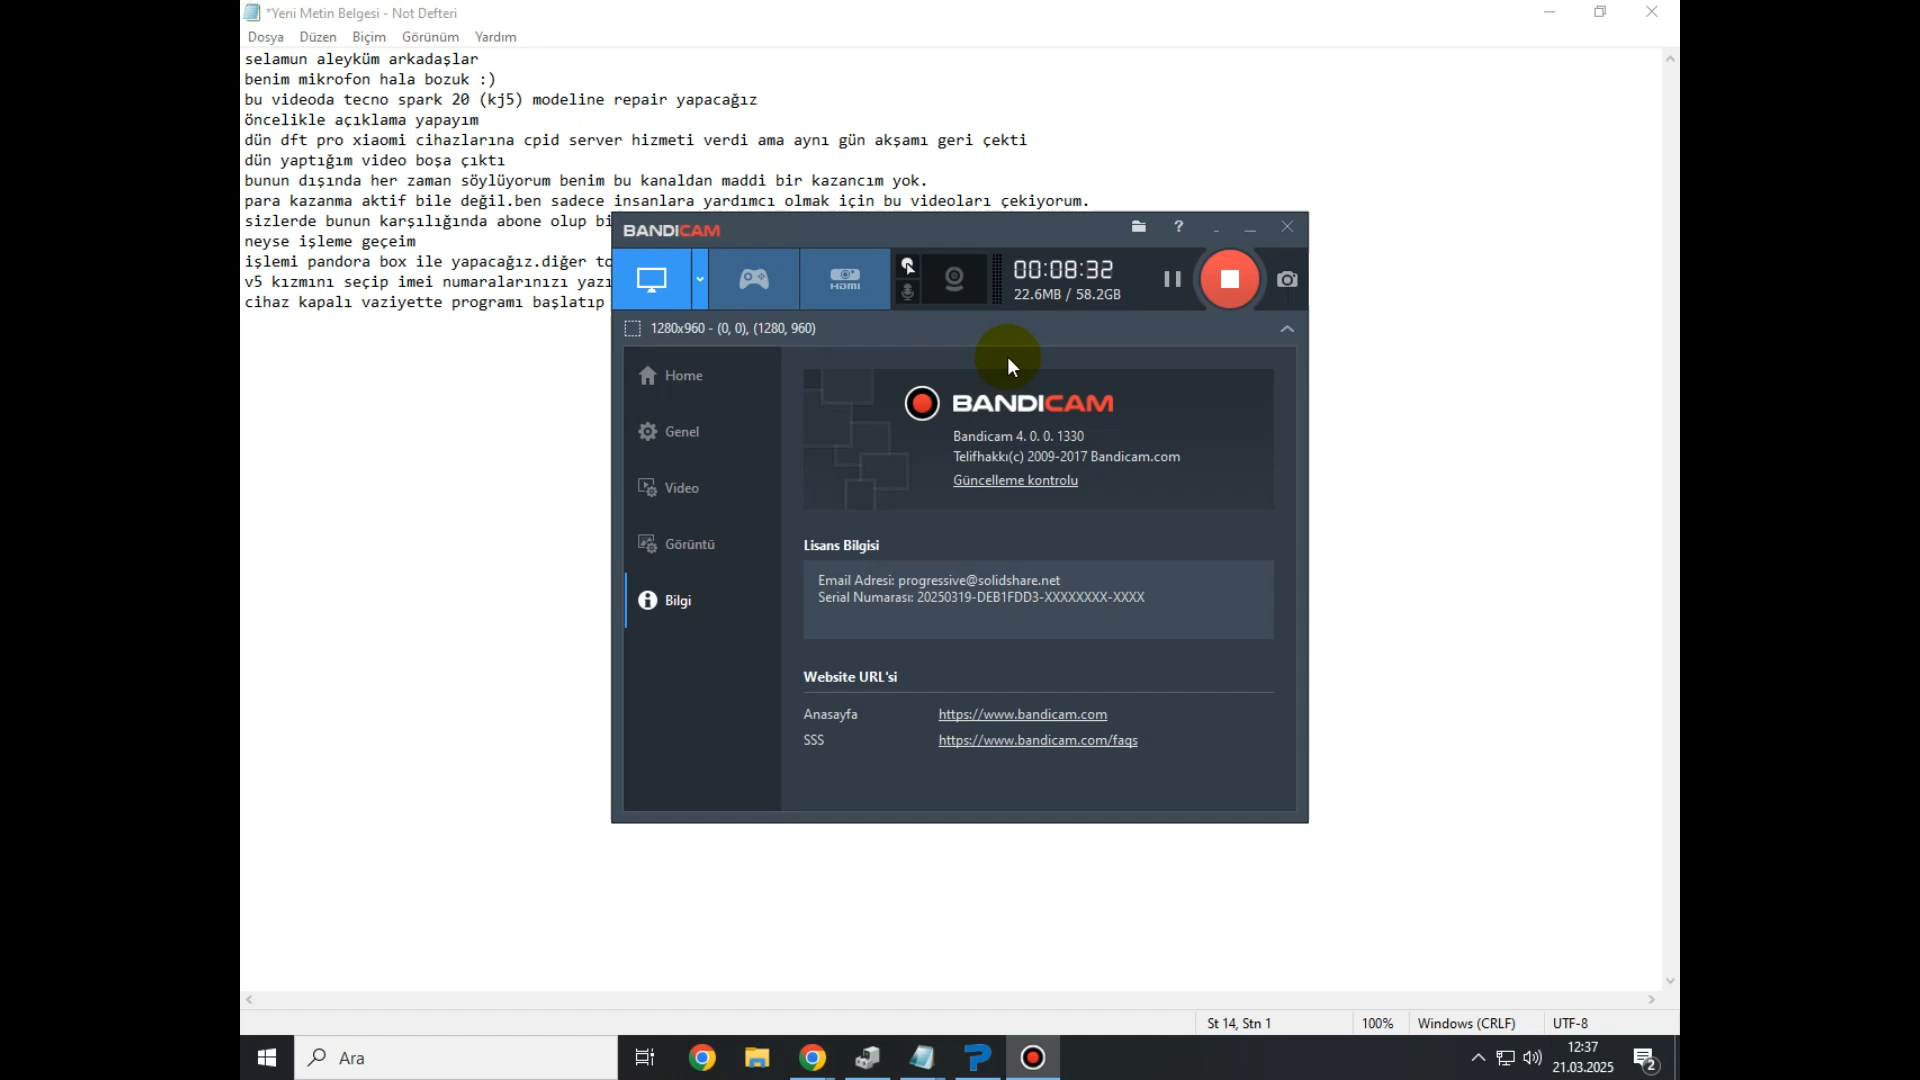 *Yeni Metin Belgesi - Not Defteri
Dosya Düzen Biçim Görünüm Yardım
selamun aleyküm arkadaşlar
benim mikrofon hala bozuk :)
bu videoda tecno spark 20 (kj5) modeline repair yapacağız
öncelikle açıklama yapayım
dün dft pro xiaomi cihazlarına cpid server hizmeti verdi ama aynı gün akşamı geri çekti
dün yaptığım video boşa çıktı
bunun dışında her zaman söylüyorum benim bu kanaldan maddi bir kazancım yok.
para kazanma aktif bile değil.ben sadece insanlara yardımcı olmak için bu videoları çekiyorum.
sizlerde bunun karşılığında abone olup bi
neyse işleme geçeim
işlemi pandora box ile yapacağız.diğer to
v5 kızmını seçip imei numaralarınızı yazı
cihaz kapalı vaziyette programı başlatıp
BANDICAM
?
HDMI
00:08:32
22.6MB / 58.2GB
1280x960 - (0, 0), (1280, 960)
Home
Genel
Video
Görüntü
Bilgi
BANDICAM
Bandicam 4. 0. 0. 1330
Telifhakkı(c) 2009-2017 Bandicam.com
Güncelleme kontrolu
Lisans Bilgisi
Email Adresi: progressive@solidshare.net
Serial Numarası: 20250319-DEB1FDD3-XXXXXXXX-XXXX
Website URL'si
Anasayfa https://www.bandicam.com
SSS https://www.bandicam.com/faqs
St 14, Stn 1 100% Windows (CRLF) UTF-8
Ara
12:37
21.03.2025
2